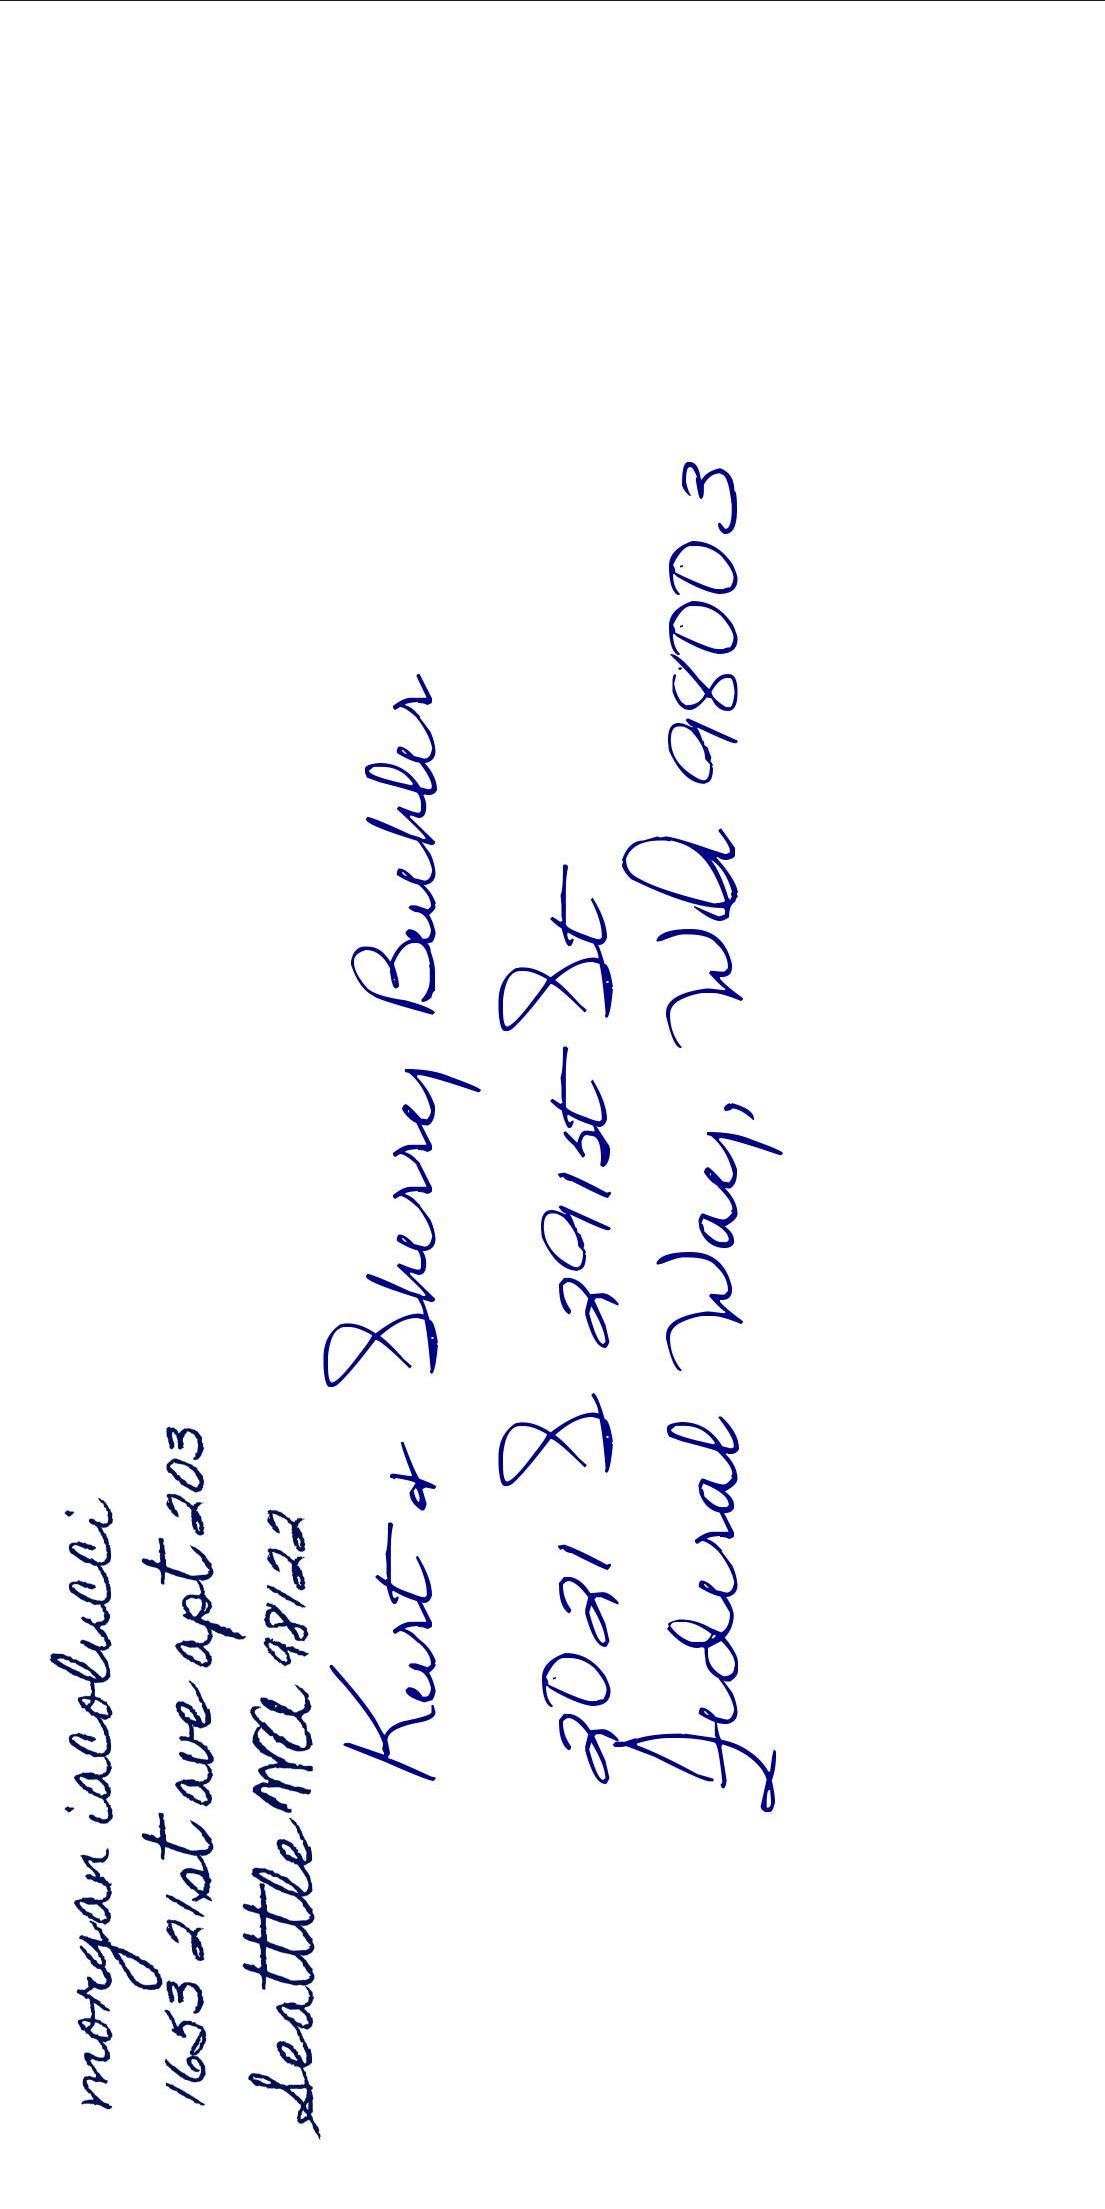 morgan iacolucci
1653 21st ave apt 203
Seatttle WA 98122
Kurt & Sherry Buehler
3021 S 291st St
Federal Way, WA 98003